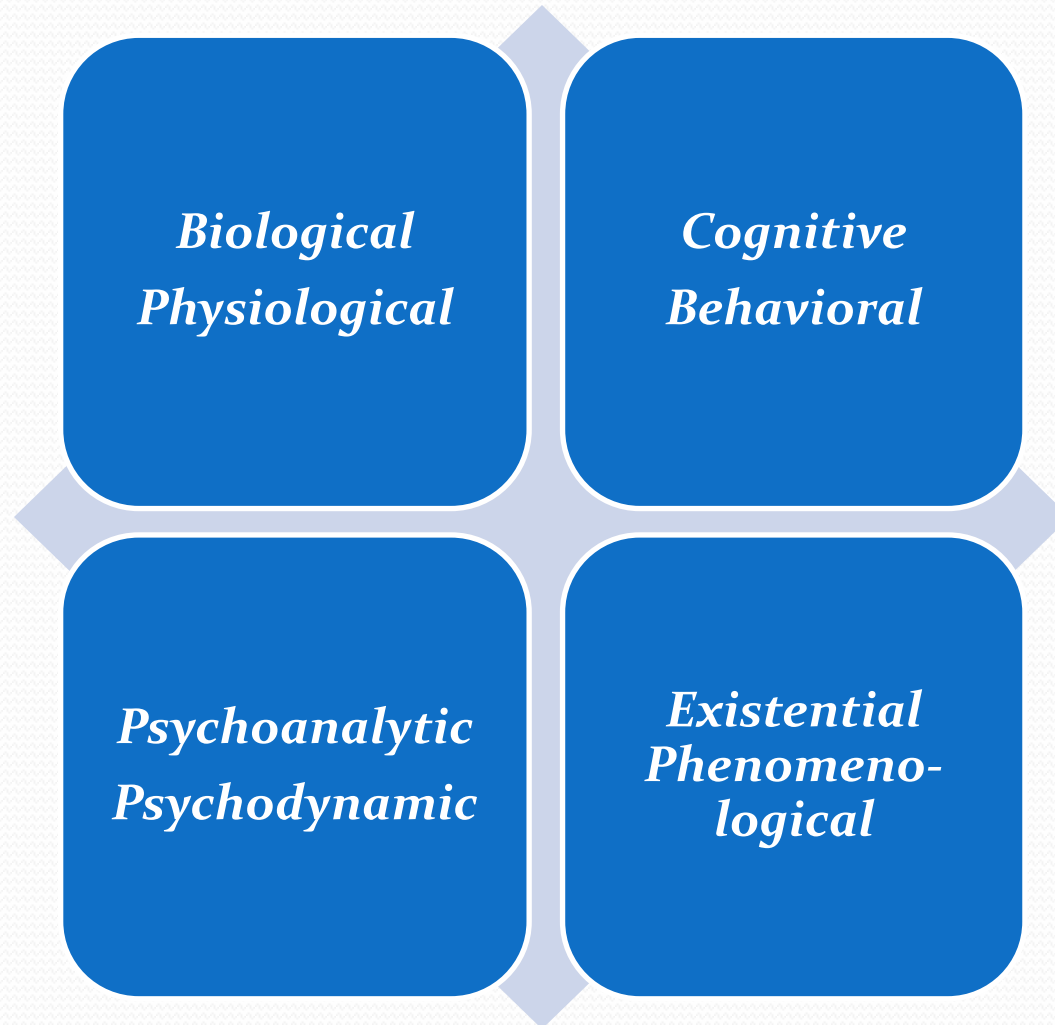 Biological
Physiological
Cognitive
Behavioral
Psychoanalytic
Psychodynamic
Existential
Phenomeno-
logical